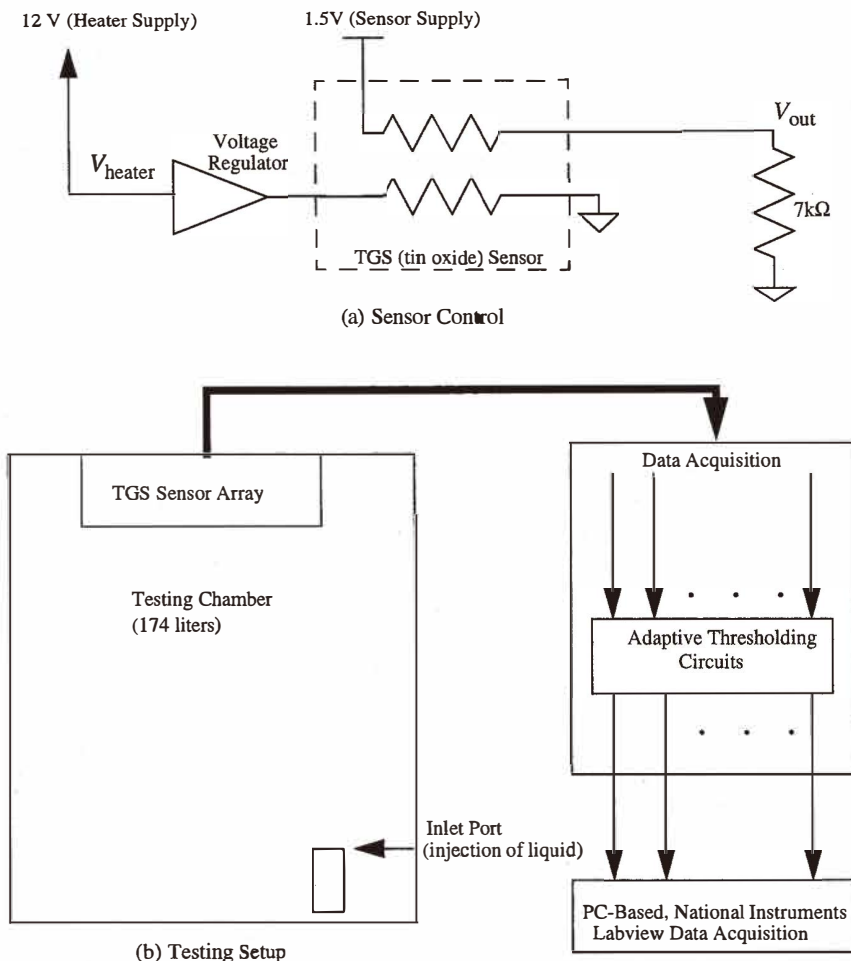 12 V (Heater Supply)
1.5V (Sensor Supply)
Vheater
Voltage
Regulator
Vout
7kΩ
TGS (tin oxide) Sensor
(a) Sensor Control
TGS Sensor Array
Data Acquisition
Testing Chamber
(174 liters)
. . .
Adaptive Thresholding
Circuits
. . .
Inlet Port
(injection of liquid)
PC-Based, National Instruments
Labview Data Acquisition
(b) Testing Setup